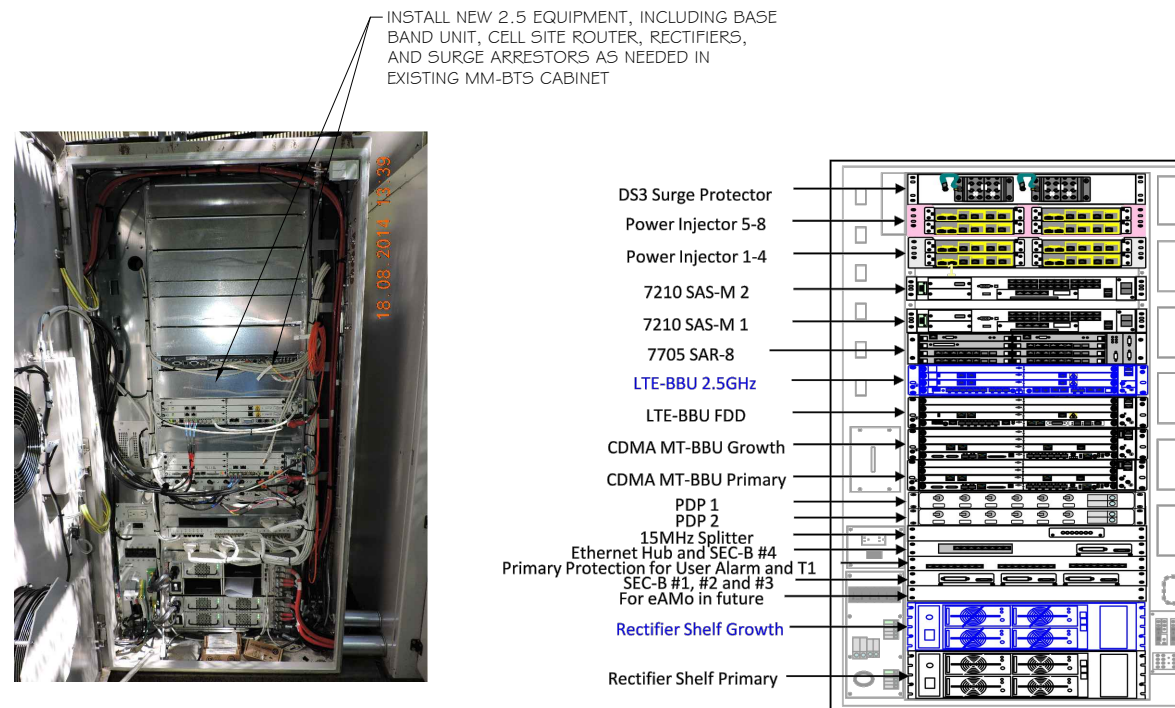 INSTALL NEW 2.5 EQUIPMENT, INCLUDING BASE
BAND UNIT, CELL SITE ROUTER, RECTIFIERS,
AND SURGE ARRESTORS AS NEEDED IN
EXISTING MM-BTS CABINET
18 08.2014
DS3 Surge Protector
Power Injector 5-8
Power Injector 1-4
7210 SAS-M 2
7210 SAS-M 1
7705 SAR-8
LTE-BBU 2.5GHz
LTE-BBU FDD
CDMA MT-BBU Growth
CDMA MT-BBU Primary
PDP 1
PDP 2
15MHz Splitter
Ethernet Hub and SEC-B #4
Primary Protection for User Alarm and T1
SEC-B #1, #2 and #3
For eAMo in future
Rectifier Shelf Growth
Rectifier Shelf Primary